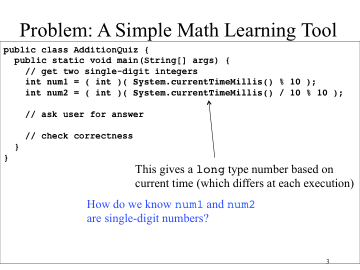 Problem: A Simple Math Learning Tool
public class AdditionQuiz {
public static void main(String[] args) {
// get two single-digit integers
int num1 = ( int )( System.currentTimeMillis() % 10 );
int num2 = ( int )( System.currentTimeMillis() / 10 % 10 );
// ask user for answer
// check correctness
}
}
This gives a long type number based on
current time (which differs at each execution)
How do we know num1 and num2
are single-digit numbers?
3